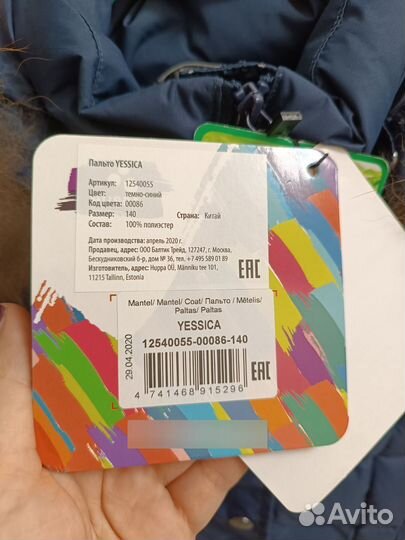 Пальто YESSICA
Артикул: 12540055
Цвет: темно-синий
Код цвета: 00086
Размер: 140 Страна: Китай
Состав: 100% полиэстер
Дата производства: апрель 2020 г.
Продавец, адрес: ООО Балтик Трейд, 127247, г. Москва,
Бескудниковский б-р, дом № 36, тел. +7 495 589 01 89
Изготовитель, адрес: Huppa OÜ, Männiku tee 101,
11215 Tallinn, Estonia
EAC
Mantel/ Mantel/ Coat/ Пальто / Mētelis/
Paltas/ Paltas
YESSICA
12540055-00086-140
29.04.2020
4 741468 915296
EAC
Avito